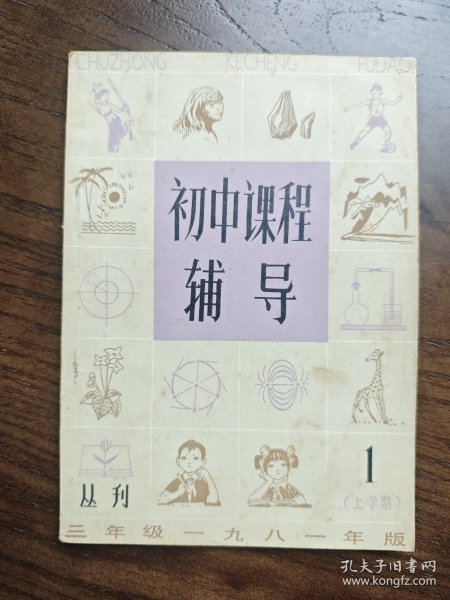 CHUZHONG KECHENG FUDAO
初中课程
辅导
丛刊
1
(上学期)
二年级一九八一年版
孔夫子旧书网
www.kongfz.com